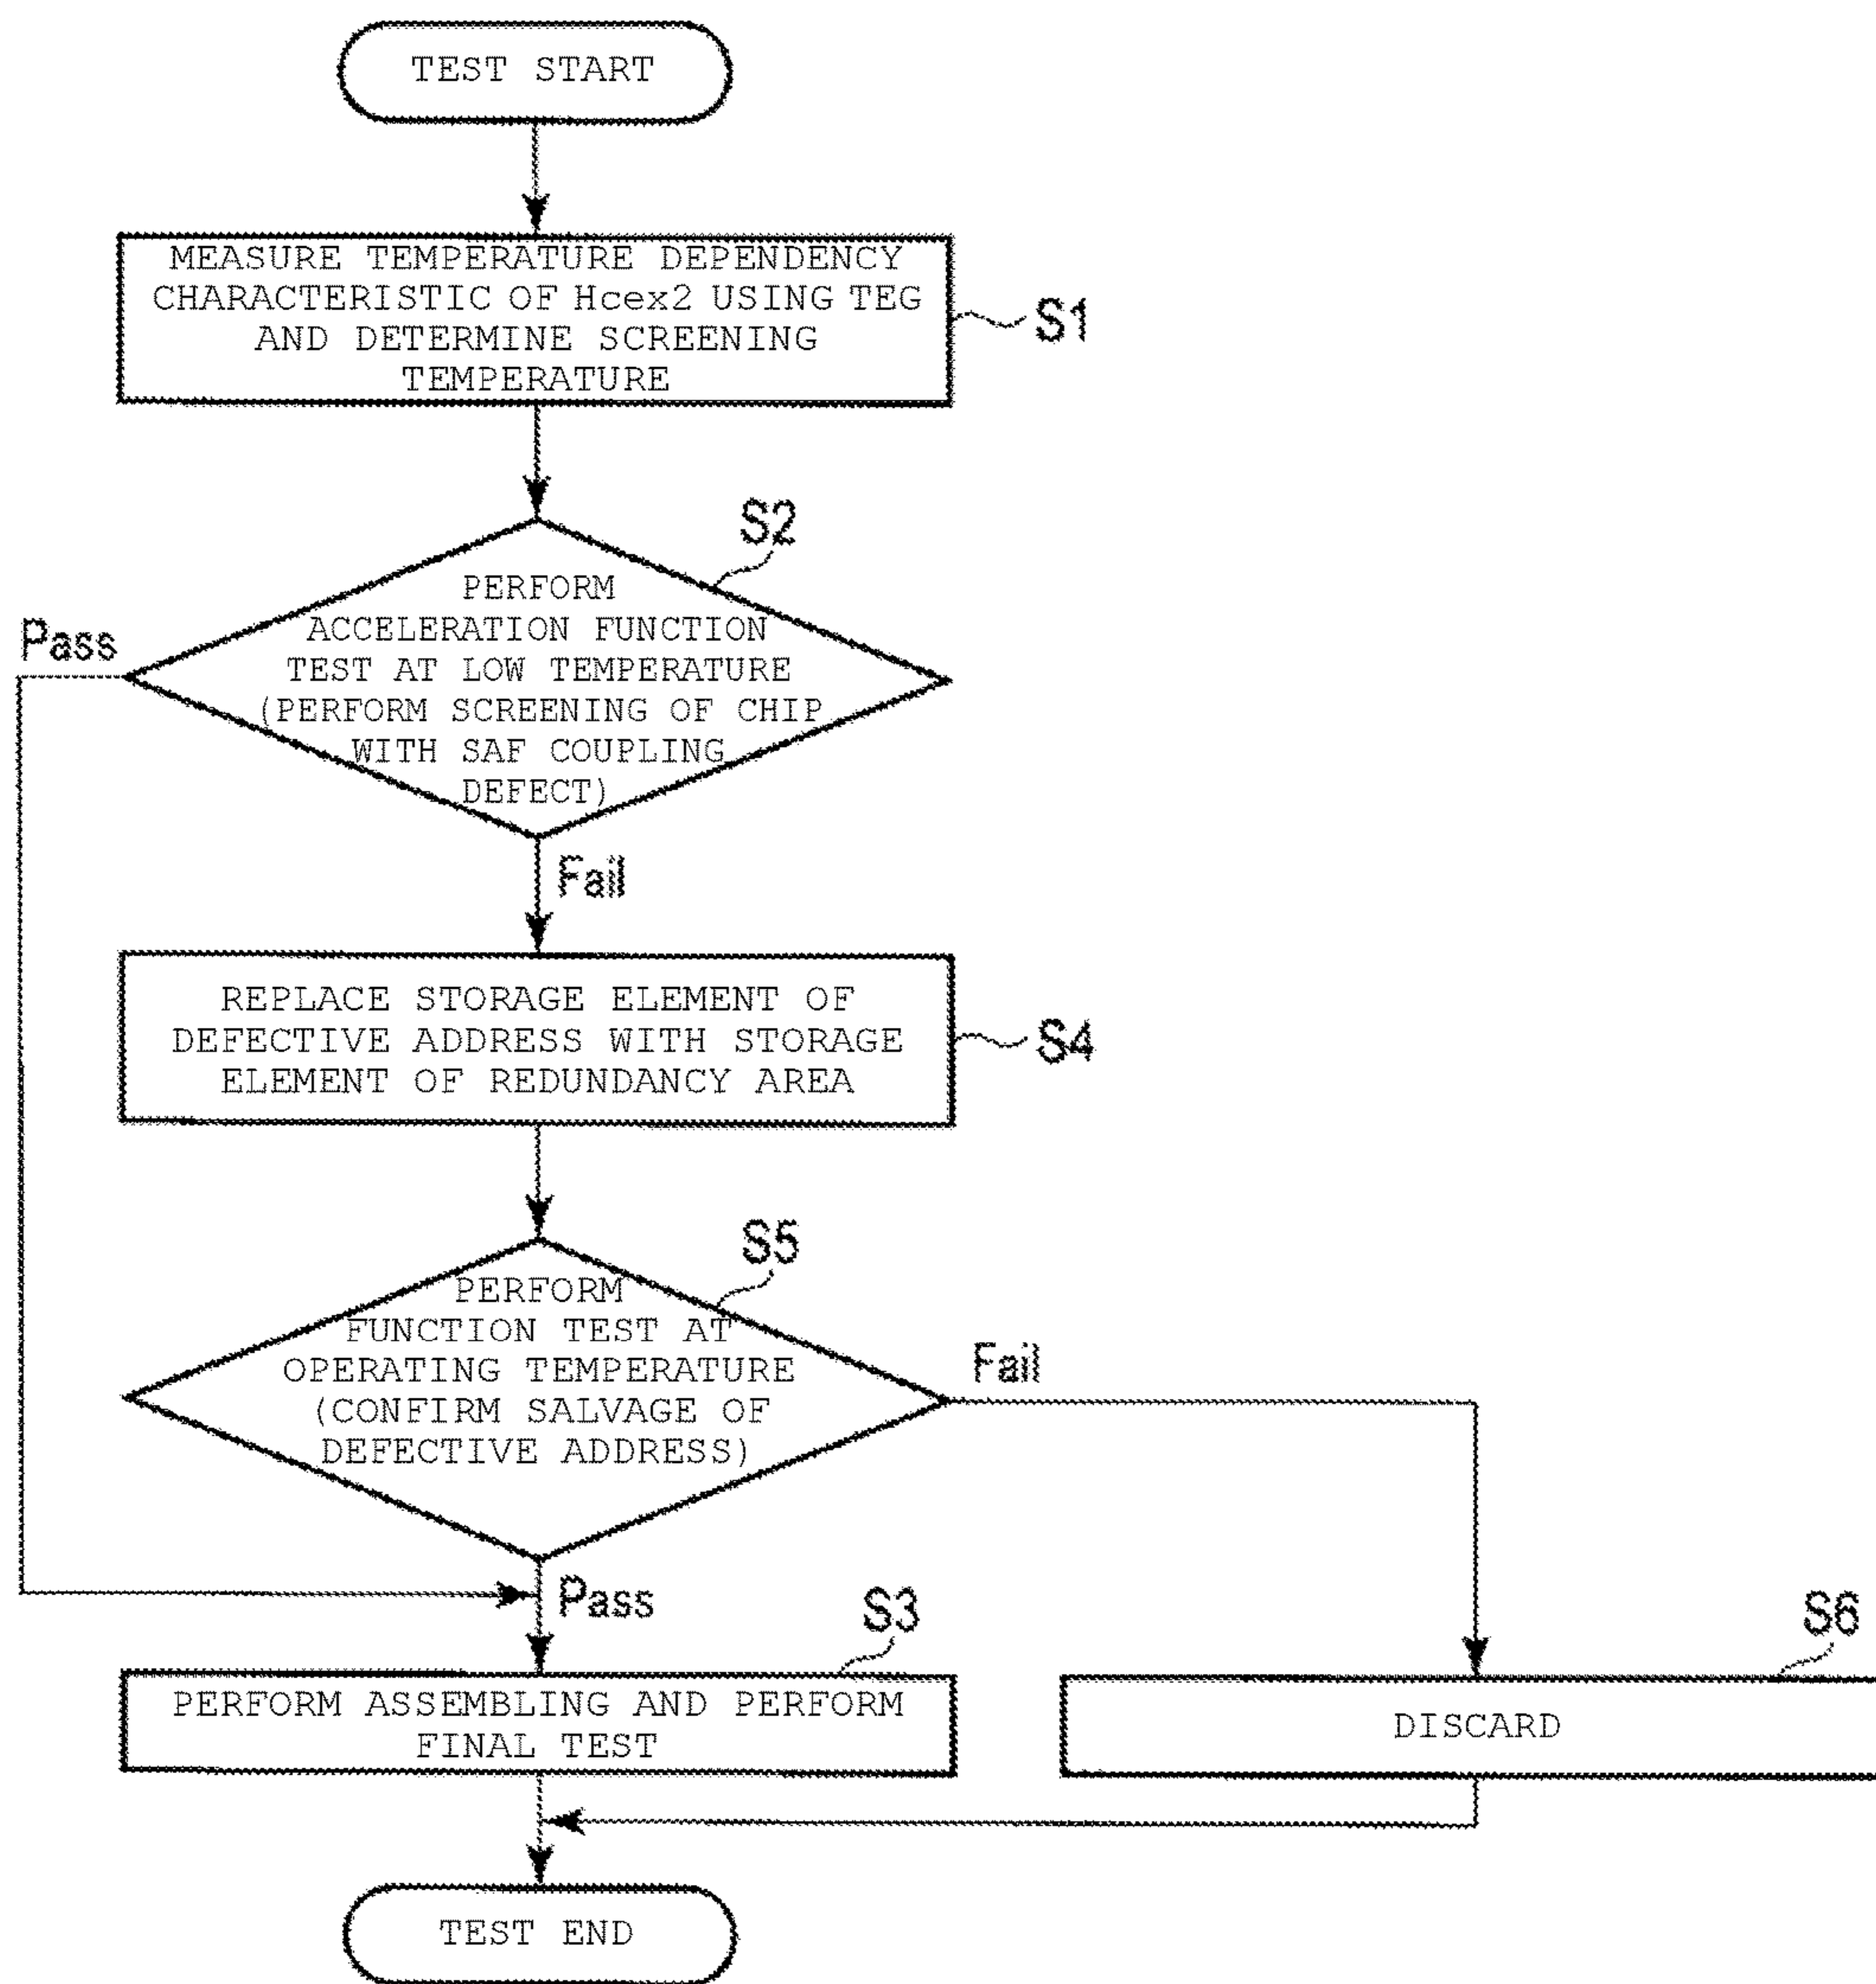 TEST START
MEASURE TEMPERATURE DEPENDENCY
CHARACTERISTIC OF Hcex2 USING TEG
AND DETERMINE SCREENING
TEMPERATURE
S1
S2
PERFORM
ACCELERATION FUNCTION
TEST AT LOW TEMPERATURE
(PERFORM SCREENING OF CHIP
WITH SAF COUPLING
DEFECT)
Pass
Fail
REPLACE STORAGE ELEMENT OF
DEFECTIVE ADDRESS WITH STORAGE
ELEMENT OF REDUNDANCY AREA
S4
S5
PERFORM
FUNCTION TEST AT
OPERATING TEMPERATURE
(CONFIRM SALVAGE OF
DEFECTIVE ADDRESS)
Fail
Pass
S3
PERFORM ASSEMBLING AND PERFORM
FINAL TEST
S6
DISCARD
TEST END